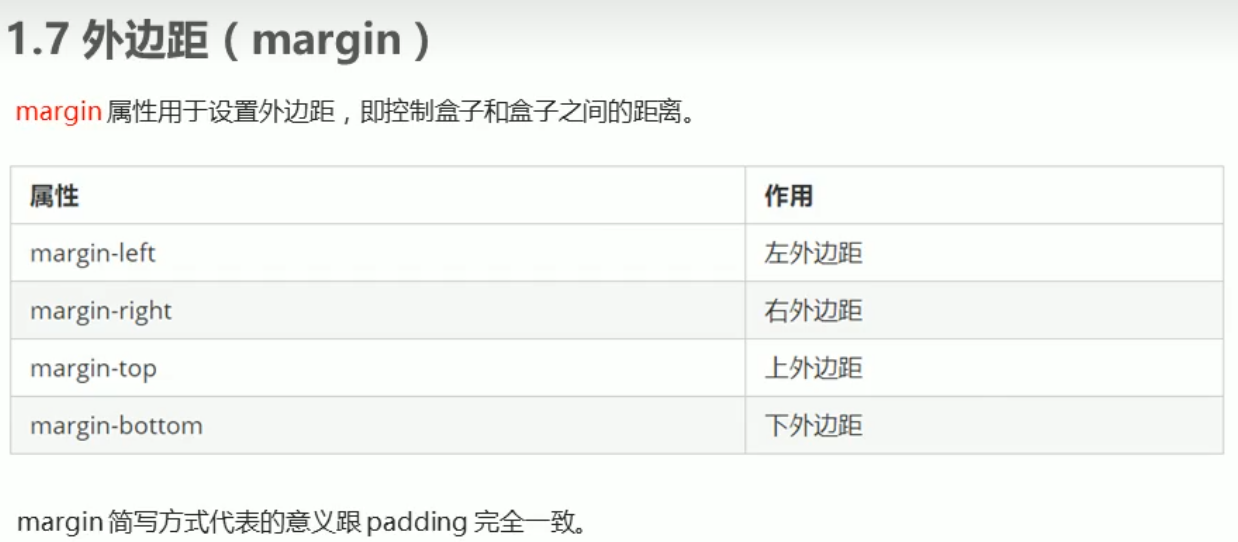 1.7 外边距（margin）
margin 属性用于设置外边距，即控制盒子和盒子之间的距离。
属性 作用
margin-left 左外边距
margin-right 右外边距
margin-top 上外边距
margin-bottom 下外边距
margin 简写方式代表的意义跟 padding 完全一致。